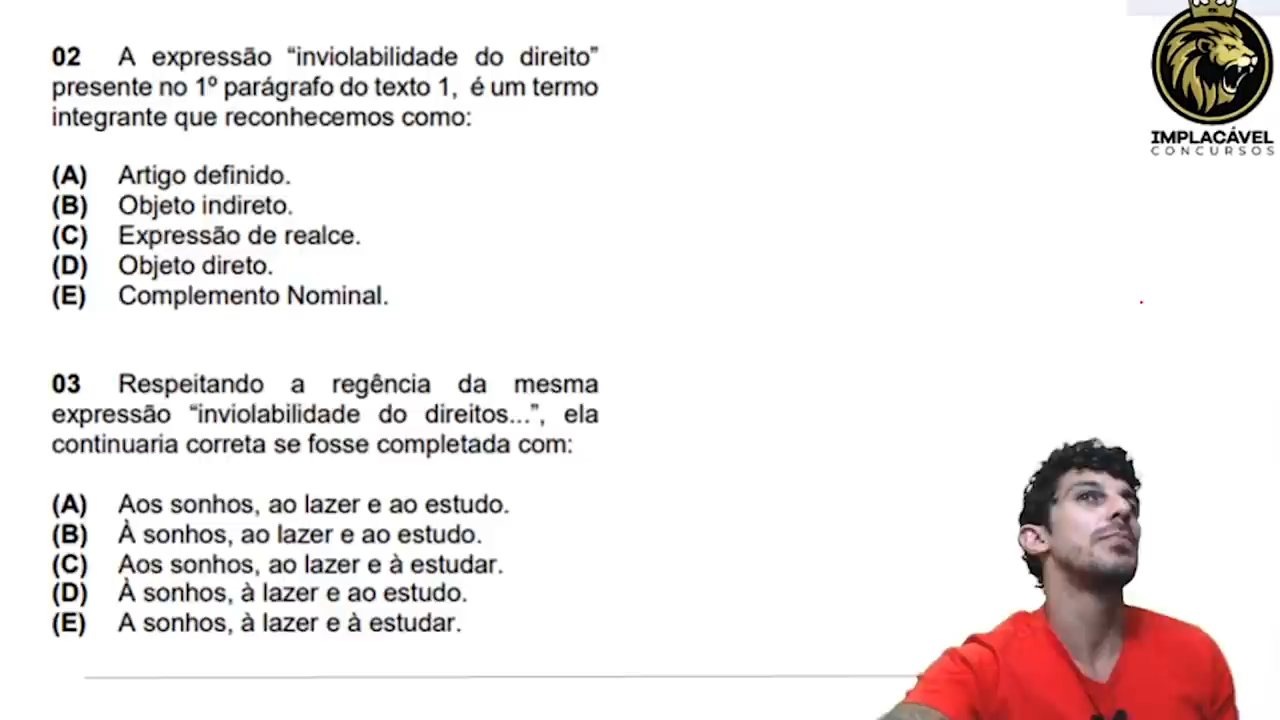 02 A expressão “inviolabilidade do direito”
presente no 1º parágrafo do texto 1, é um termo
integrante que reconhecemos como:
(A) Artigo definido.
(B) Objeto indireto.
(C) Expressão de realce.
(D) Objeto direto.
(E) Complemento Nominal.
03 Respeitando a regência da mesma
expressão “inviolabilidade do direitos...”, ela
continuaria correta se fosse completada com:
(A) Aos sonhos, ao lazer e ao estudo.
(B) À sonhos, ao lazer e ao estudo.
(C) Aos sonhos, ao lazer e à estudar.
(D) À sonhos, à lazer e ao estudo.
(E) A sonhos, à lazer e à estudar.
IMPLACÁVEL
CONCURSOS